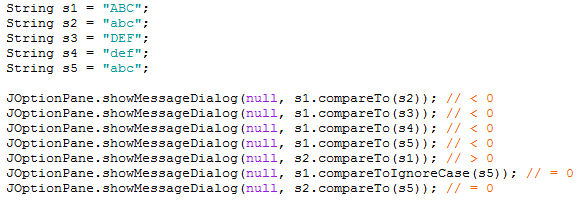 String s1 = "ABC";
String s2 = "abc";
String s3 = "DEF";
String s4 = "def";
String s5 = "abc";
JOptionPane.showMessageDialog(null, s1.compareTo(s2)); // < 0
JOptionPane.showMessageDialog(null, s1.compareTo(s3)); // < 0
JOptionPane.showMessageDialog(null, s1.compareTo(s4)); // < 0
JOptionPane.showMessageDialog(null, s1.compareTo(s5)); // < 0
JOptionPane.showMessageDialog(null, s2.compareTo(s1)); // > 0
JOptionPane.showMessageDialog(null, s1.compareToIgnoreCase(s5)); // = 0
JOptionPane.showMessageDialog(null, s2.compareTo(s5)); // = 0